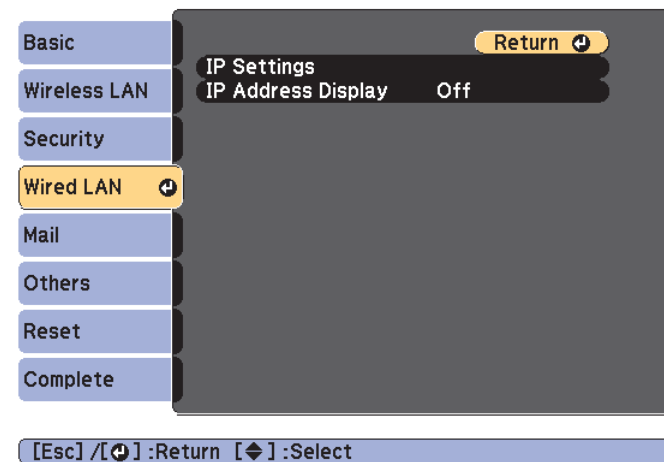 Basic
Wireless LAN
Security
Wired LAN
Mail
Others
Reset
Complete
Return
IP Settings
IP Address Display Off
[Esc] /[ ] :Return [ ] :Select